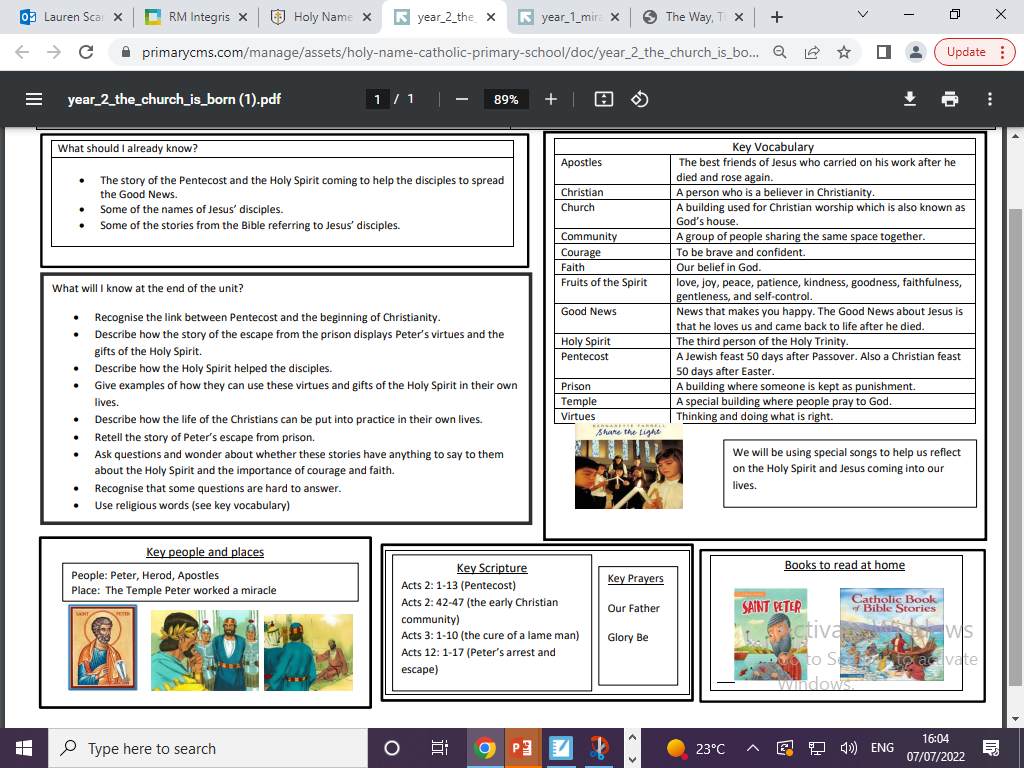 Lauren Scar
RM Integris
Holy Name
year_2_the_
year_1_mira
The Way, T
primarycms.com/manage/assets/holy-name-catholic-primary-school/doc/year_2_the_church_is_bo...
Update
year_2_the_church_is_born (1).pdf
1 / 1
89%
What should I already know?
• The story of the Pentecost and the Holy Spirit coming to help the disciples to spread
the Good News.
• Some of the names of Jesus’ disciples.
• Some of the stories from the Bible referring to Jesus’ disciples.
What will I know at the end of the unit?
• Recognise the link between Pentecost and the beginning of Christianity.
• Describe how the story of the escape from the prison displays Peter’s virtues and the
gifts of the Holy Spirit.
• Describe how the Holy Spirit helped the disciples.
• Give examples of how they can use these virtues and gifts of the Holy Spirit in their own
lives.
• Describe how the life of the Christians can be put into practice in their own lives.
• Retell the story of Peter’s escape from prison.
• Ask questions and wonder about whether these stories have anything to say to them
about the Holy Spirit and the importance of courage and faith.
• Recognise that some questions are hard to answer.
• Use religious words (see key vocabulary)
Key Vocabulary
Apostles The best friends of Jesus who carried on his work after he
died and rose again.
Christian A person who is a believer in Christianity.
Church A building used for Christian worship which is also known as
God’s house.
Community A group of people sharing the same space together.
Courage To be brave and confident.
Faith Our belief in God.
Fruits of the Spirit love, joy, peace, patience, kindness, goodness, faithfulness,
gentleness, and self-control.
Good News News that makes you happy. The Good News about Jesus is
that he loves us and came back to life after he died.
Holy Spirit The third person of the Holy Trinity.
Pentecost A Jewish feast 50 days after Passover. Also a Christian feast
50 days after Easter.
Prison A building where someone is kept as punishment.
Temple A special building where people pray to God.
Virtues Thinking and doing what is right.
BERNADETTE FARRELL
Share the Light
We will be using special songs to help us reflect
on the Holy Spirit and Jesus coming into our
lives.
Key people and places
People: Peter, Herod, Apostles
Place: The Temple Peter worked a miracle
SAINT PETER
Key Scripture
Acts 2: 1-13 (Pentecost)
Acts 2: 42-47 (the early Christian
community)
Acts 3: 1-10 (the cure of a lame man)
Acts 12: 1-17 (Peter’s arrest and
escape)
Key Prayers
Our Father
Glory Be
Books to read at home
SAINT PETER
Catholic Book
of Bible Stories
Activate Windows
Go to Settings to activate
Windows.
Type here to search
23°C
ENG
16:04
07/07/2022